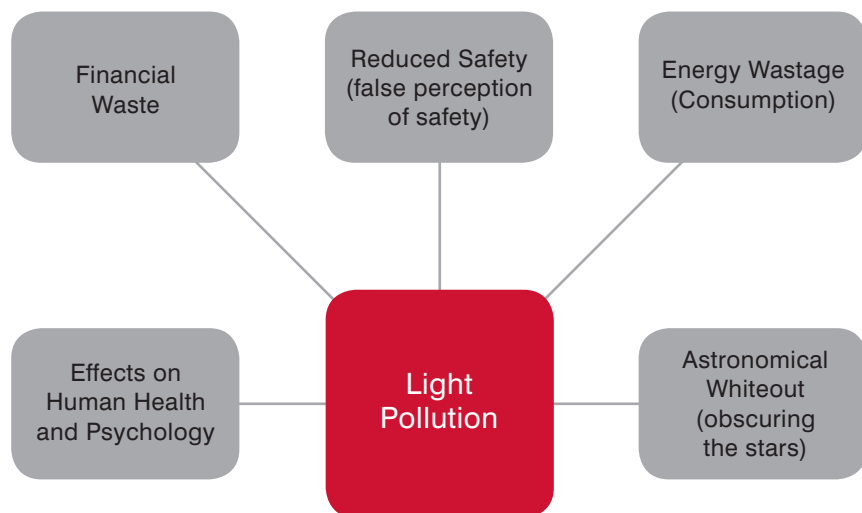 Financial
Waste
Reduced Safety
(false perception
of safety)
Energy Wastage
(Consumption)
Effects on
Human Health
and Psychology
Light
Pollution
Astronomical
Whiteout
(obscuring
the stars)